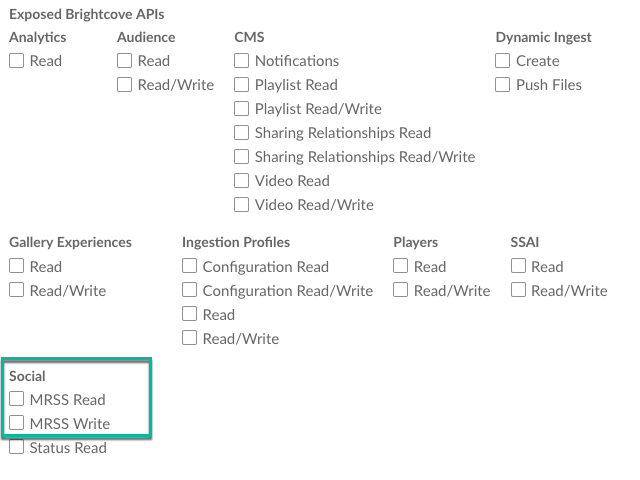 Exposed Brightcove APIs
Analytics
Read
Audience
Read
Read/Write
CMS
Notifications
Playlist Read
Playlist Read/Write
Sharing Relationships Read
Sharing Relationships Read/Write
Video Read
Video Read/Write
Dynamic Ingest
Create
Push Files
Gallery Experiences
Read
Read/Write
Ingestion Profiles
Configuration Read
Configuration Read/Write
Read
Read/Write
Players
Read
Read/Write
SSAI
Read
Read/Write
Social
MRSS Read
MRSS Write
Status Read